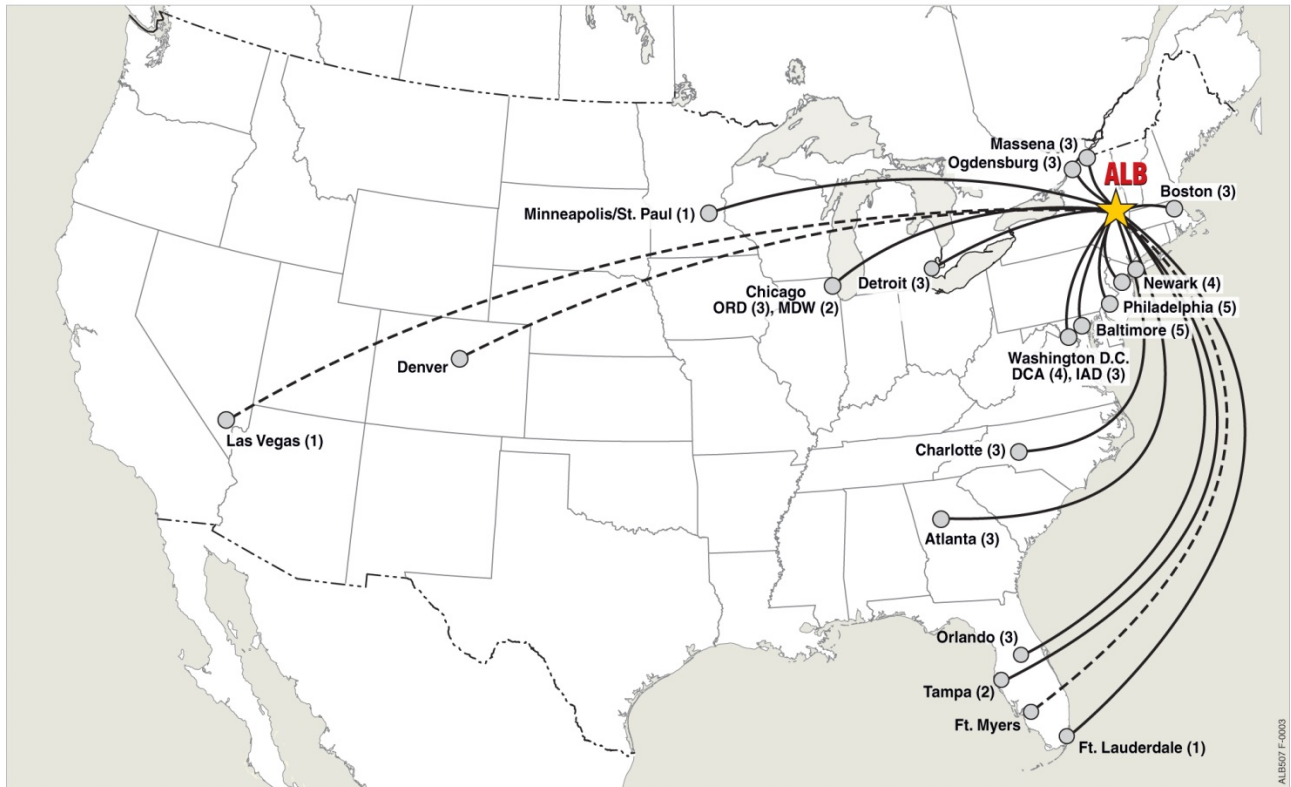 Massena (3)
Ogdensburg (3)
ALB
Boston (3)
Minneapolis/St. Paul (1)
Detroit (3)
Chicago
ORD (3), MDW (2)
Newark (4)
Philadelphia (5)
Baltimore (5)
Washington D.C.
DCA (4), IAD (3)
Denver
Las Vegas (1)
Charlotte (3)
Atlanta (3)
Orlando (3)
Tampa (2)
Ft. Myers
Ft. Lauderdale (1)
ALB507 F-0003